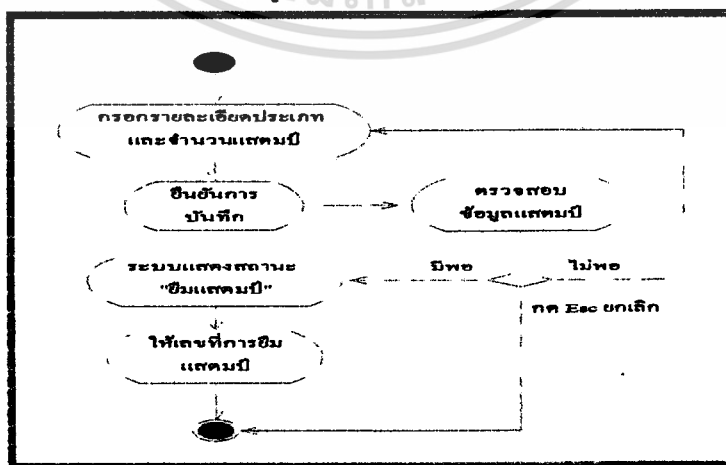 กรอกรายละเอียดประเภท
และจำนวนแสตมป์
ยืนยันการ
บันทึก
ตรวจสอบ
ข้อมูลแสตมป์
ระบบแสดงสถานะ
"ยืมแสตมป์"
มีพอ
ไม่พอ
กด Esc ยกเลิก
ให้เลขที่การยืม
แสตมป์